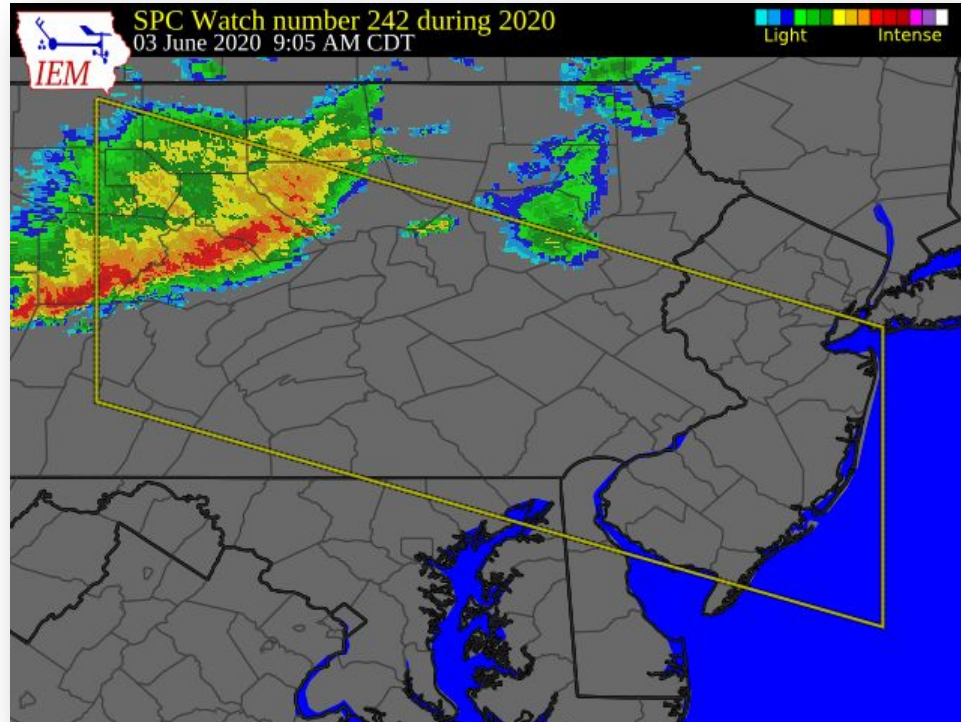 SPC Watch number 242 during 2020
03 June 2020 9:05 AM CDT
IEM
Light
Intense